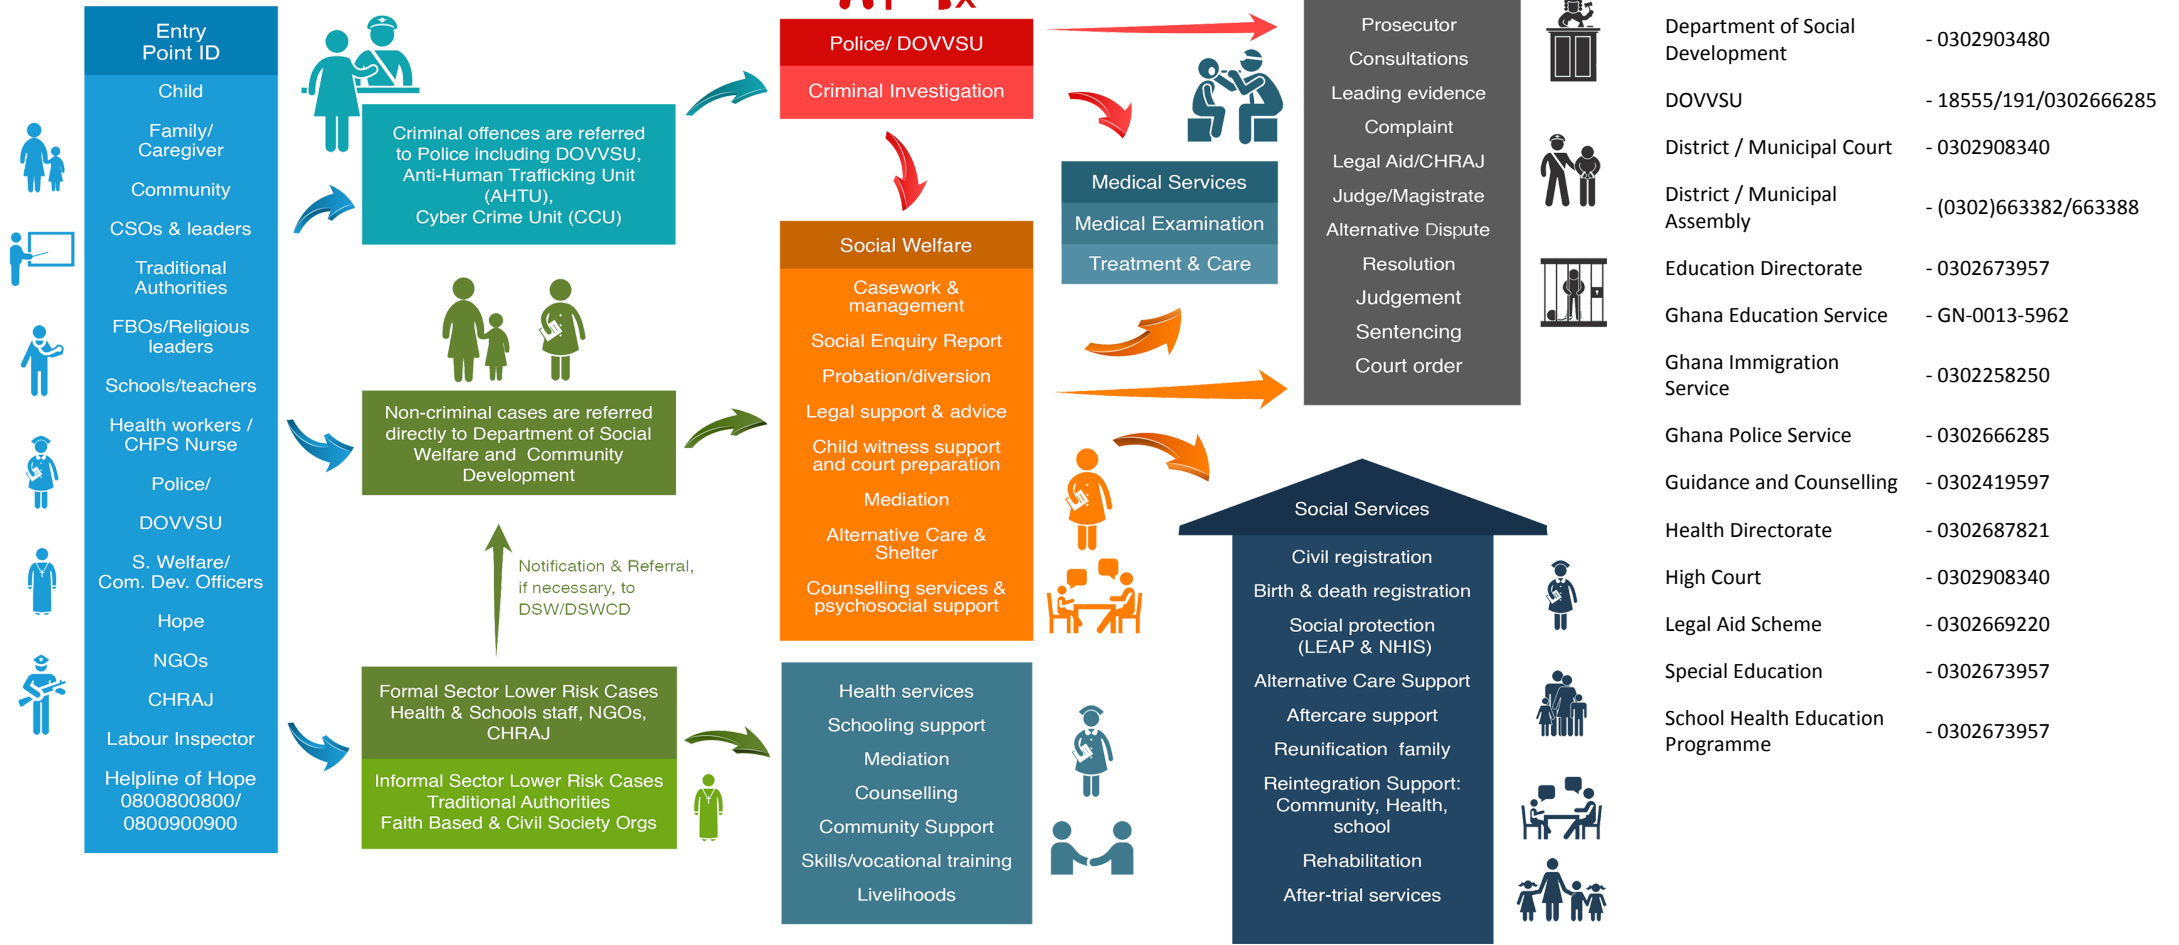 Entry
Point ID
Child
Family/
Caregiver
Community
CSOs & leaders
Traditional
Authorities
FBOs/Religious
leaders
Schools/teachers
Health workers /
CHPS Nurse
Police/
DOVVSU
S. Welfare/
Com. Dev. Officers
Hope
NGOs
CHRAJ
Labour Inspector
Helpline of Hope
0800800800/
0800900900
Criminal offences are referred
to Police including DOVVSU,
Anti-Human Trafficking Unit
(AHTU),
Cyber Crime Unit (CCU)
Non-criminal cases are referred
directly to Department of Social
Welfare and Community
Development
Notification & Referral,
if necessary, to
DSW/DSWCD
Formal Sector Lower Risk Cases
Health & Schools staff, NGOs,
CHRAJ
Informal Sector Lower Risk Cases
Traditional Authorities
Faith Based & Civil Society Orgs
Police/ DOVVSU
Criminal Investigation
Social Welfare
Casework &
management
Social Enquiry Report
Probation/diversion
Legal support & advice
Child witness support
and court preparation
Mediation
Alternative Care &
Shelter
Counselling services &
psychosocial support
Health services
Schooling support
Mediation
Counselling
Community Support
Skills/vocational training
Livelihoods
Medical Services
Medical Examination
Treatment & Care
Prosecutor
Consultations
Leading evidence
Complaint
Legal Aid/CHRAJ
Judge/Magistrate
Alternative Dispute
Resolution
Judgement
Sentencing
Court order
Social Services
Civil registration
Birth & death registration
Social protection
(LEAP & NHIS)
Alternative Care Support
Aftercare support
Reunification family
Reintegration Support:
Community, Health,
school
Rehabilitation
After-trial services
Department of Social
Development - 0302903480
DOVVSU - 18555/191/0302666285
District / Municipal Court - 0302908340
District / Municipal
Assembly - (0302)663382/663388
Education Directorate - 0302673957
Ghana Education Service - GN-0013-5962
Ghana Immigration
Service - 0302258250
Ghana Police Service - 0302666285
Guidance and Counselling - 0302419597
Health Directorate - 0302687821
High Court - 0302908340
Legal Aid Scheme - 0302669220
Special Education - 0302673957
School Health Education
Programme - 0302673957